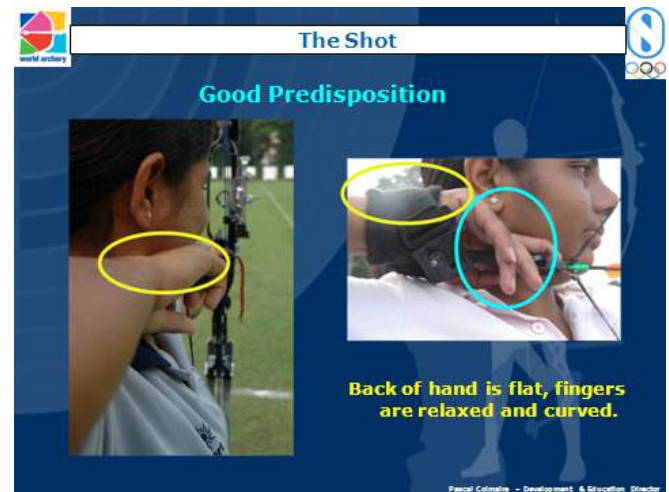 The Shot
world archery
Good Predisposition
Back of hand is flat, fingers
are relaxed and curved.
Pascal Colmaire – Development & Education Director